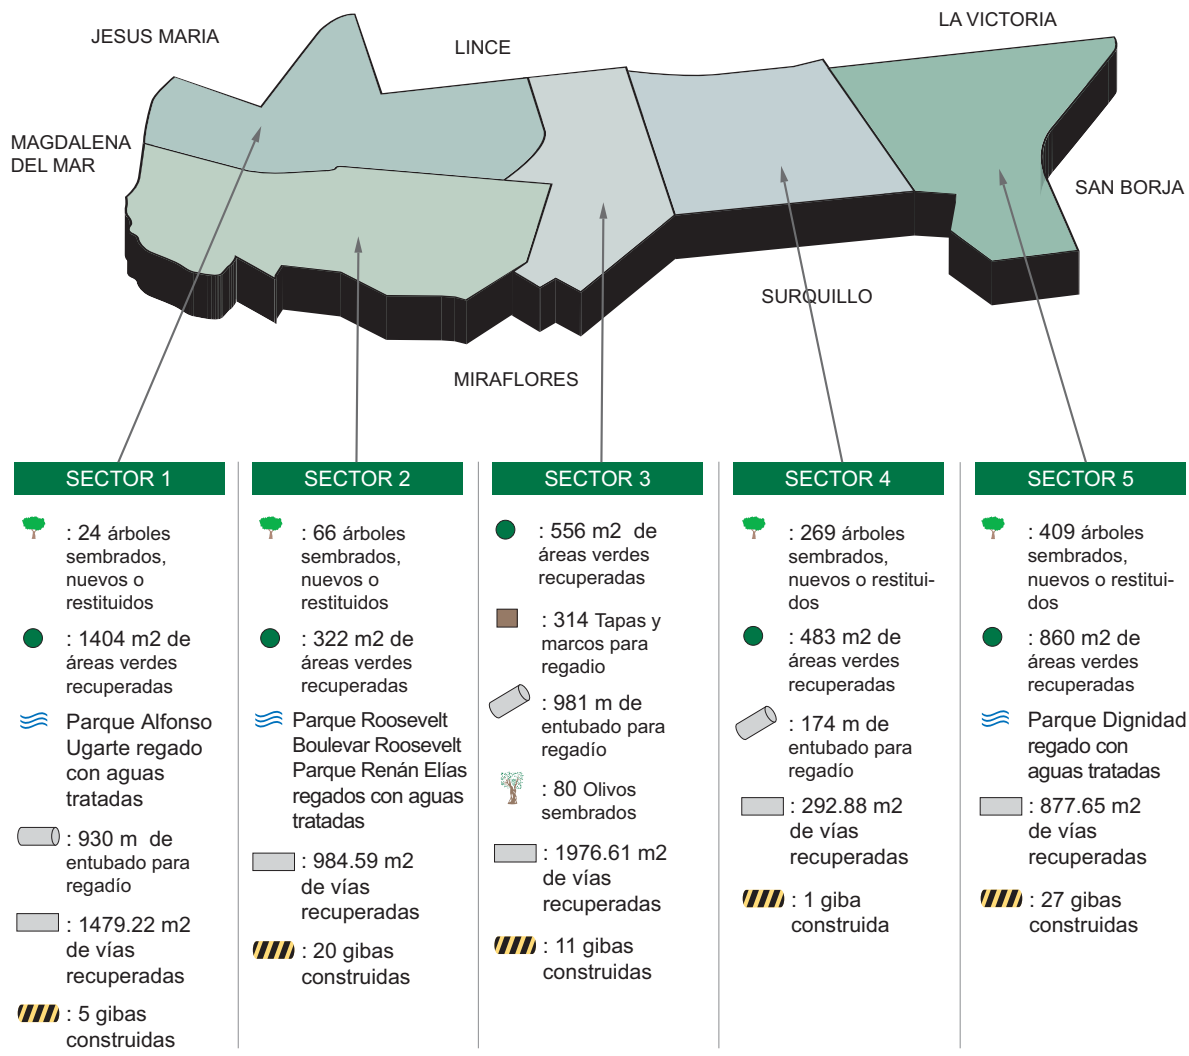 LA VICTORIA
JESUS MARIA
LINCE
MAGDALENA
DEL MAR
SAN BORJA
SURQUILLO
MIRAFLORES
SECTOR 1
: 24 árboles
sembrados,
nuevos o
restituidos
: 1404 m2 de
áreas verdes
recuperadas
Parque Alfonso
Ugarte regado
con aguas
tratadas
: 930 m de
entubado para
regadío
: 1479.22 m2
de vías
recuperadas
: 5 gibas
construidas
SECTOR 2
: 66 árboles
sembrados,
nuevos o
restituidos
: 322 m2 de
áreas verdes
recuperadas
Parque Roosevelt
Boulevar Roosevelt
Parque Renán Elías
regados con aguas
tratadas
: 984.59 m2
de vías
recuperadas
: 20 gibas
construidas
SECTOR 3
: 556 m2 de
áreas verdes
recuperadas
: 314 Tapas y
marcos para
regadio
: 981 m de
entubado para
regadío
: 80 Olivos
sembrados
: 1976.61 m2
de vías
recuperadas
: 11 gibas
construidas
SECTOR 4
: 269 árboles
sembrados,
nuevos o restitui-
dos
: 483 m2 de
áreas verdes
recuperadas
: 174 m de
entubado para
regadío
: 292.88 m2
de vías
recuperadas
: 1 giba
construida
SECTOR 5
: 409 árboles
sembrados,
nuevos o restitui-
dos
: 860 m2 de
áreas verdes
recuperadas
Parque Dignidad
regado con
aguas tratadas
: 877.65 m2
de vías
recuperadas
: 27 gibas
construidas